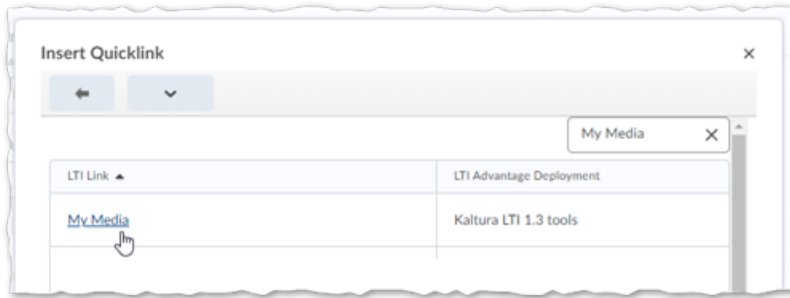 Insert Quicklink
My Media
LTI Link LTI Advantage Deployment
My Media Kaltura LTI 1.3 tools